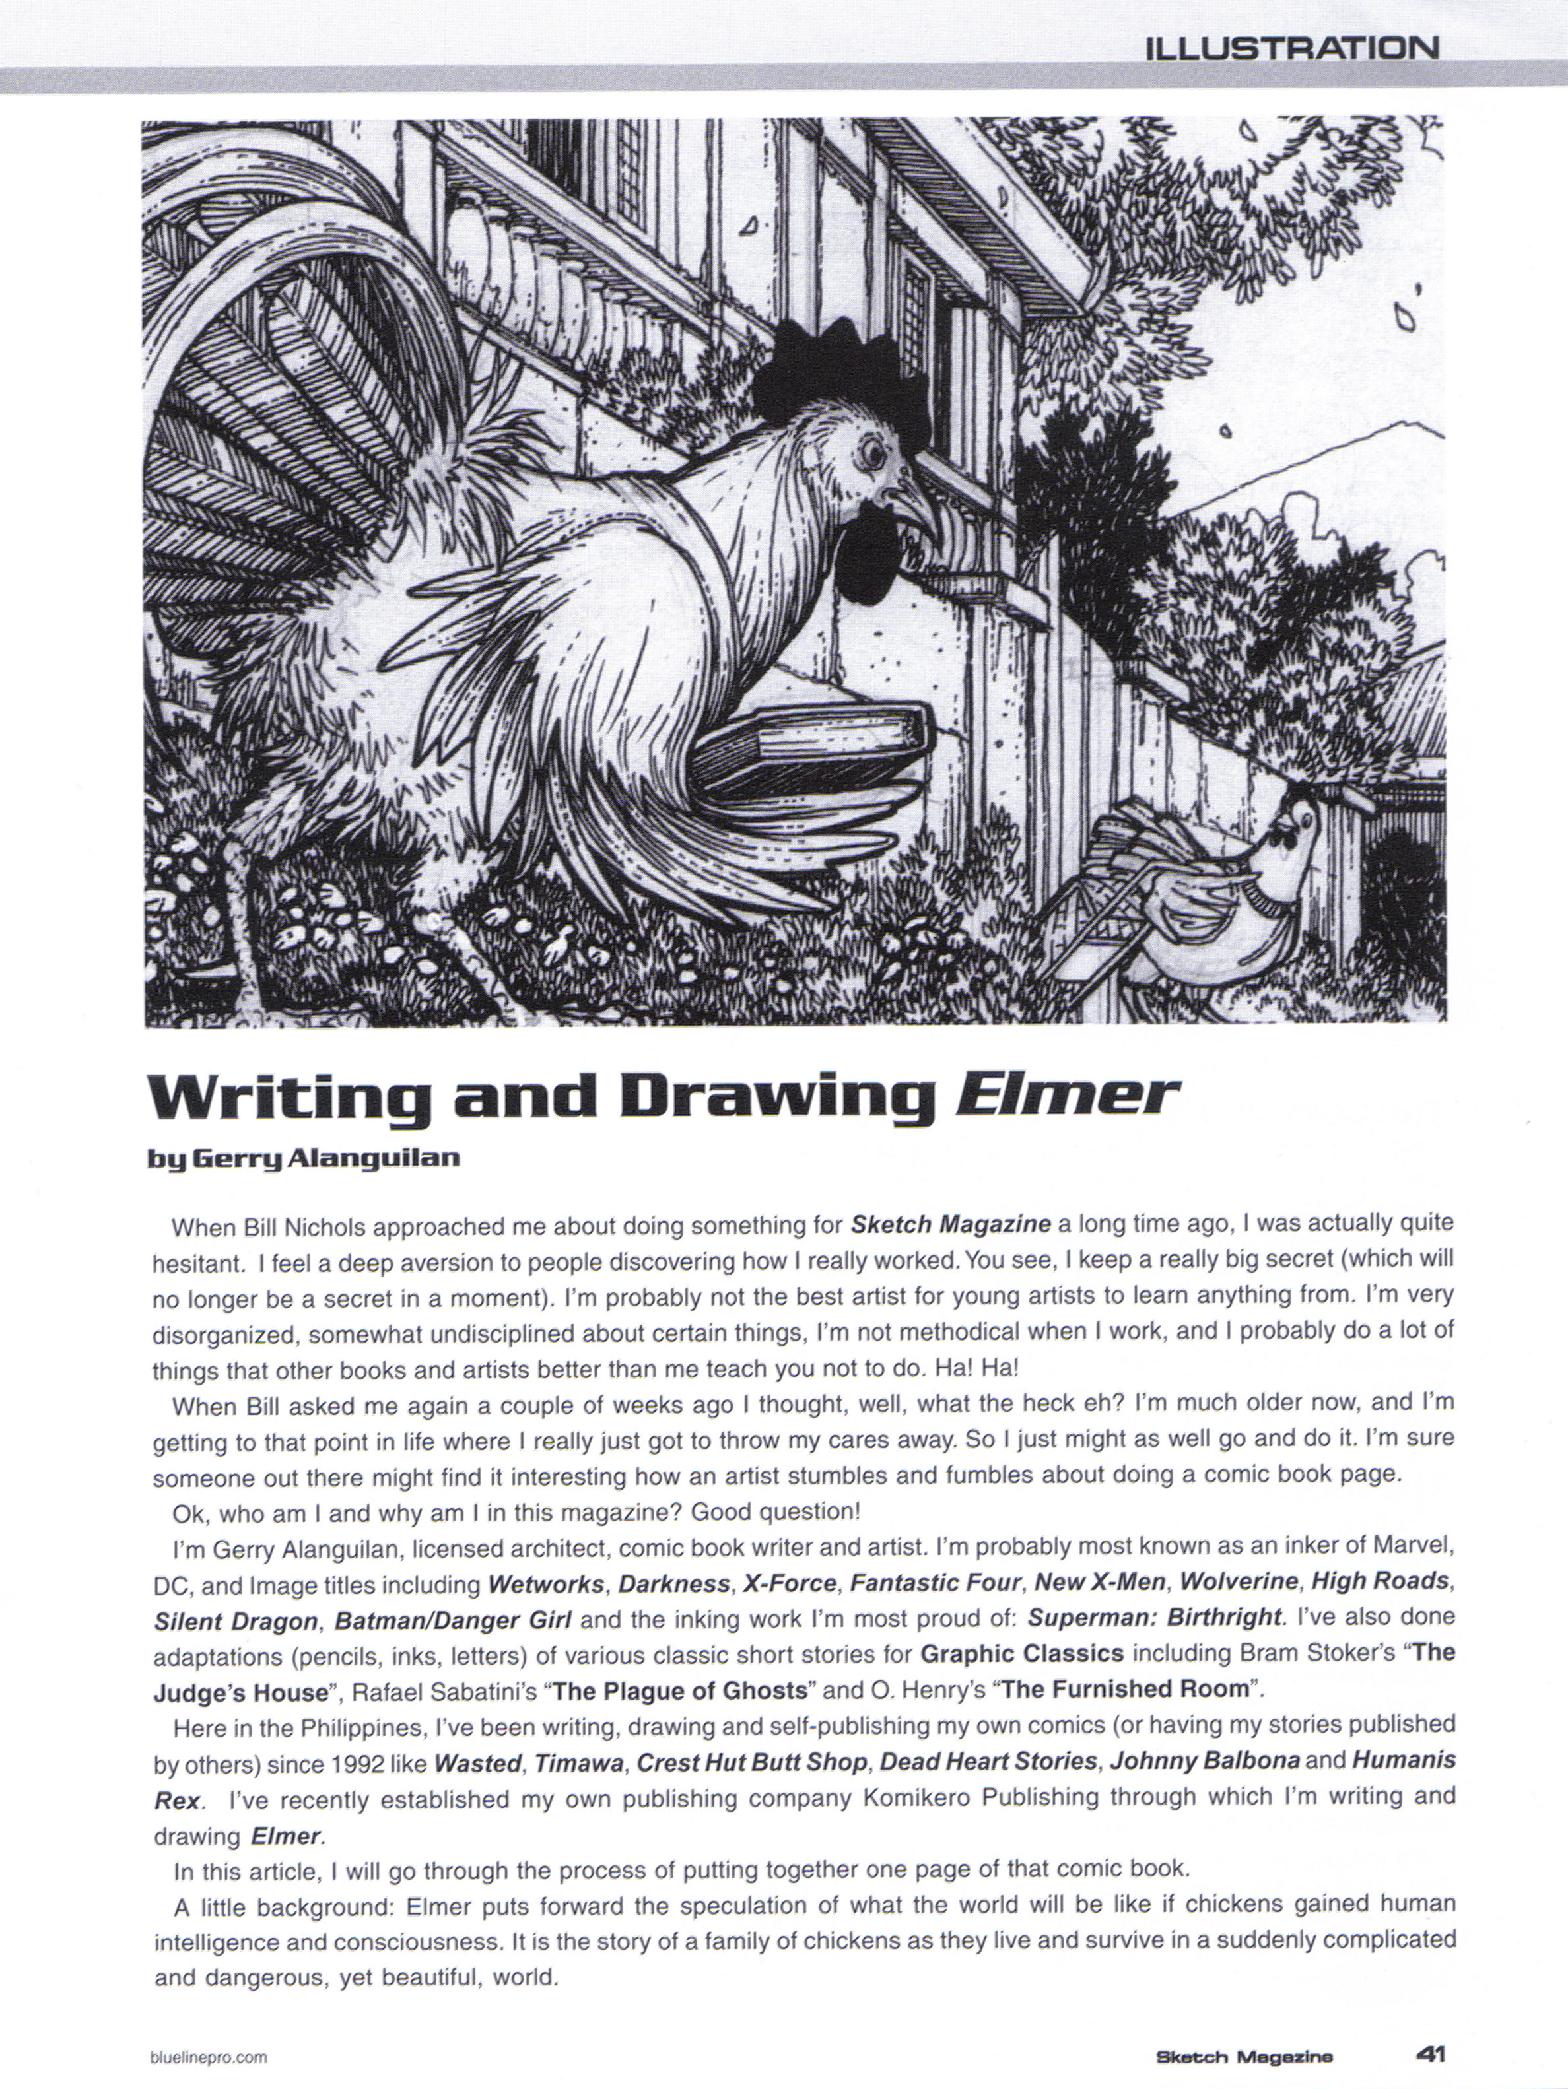 ILLUSTRATION
Writing and Drawing Elmer
by Gerry Alanguilan
When Bill Nichols approached me about doing something for Sketch Magazine a long time ago, I was actually quite
hesitant. I feel a deep aversion to people discovering how I really worked. You see, I keep a really big secret (which will
no longer be a secret in a moment). I'm probably not the best artist for young artists to learn anything from. I'm very
disorganized, somewhat undisciplined about certain things, I'm not methodical when I work, and I probably do a lot of
things that other books and artists better than me teach you not to do. Ha! Ha!
When Bill asked me again a couple of weeks ago I thought, well, what the heck eh? I'm much older now, and I'm
getting to that point in life where I really just got to throw my cares away. So I just might as well go and do it. I'm sure
someone out there might find it interesting how an artist stumbles and fumbles about doing a comic book page.
Ok, who am I and why am I in this magazine? Good question!
I'm Gerry Alanguilan, licensed architect, comic book writer and artist. I'm probably most known as an inker of Marvel,
DC, and Image titles including Wetworks, Darkness, X-Force, Fantastic Four, New X-Men, Wolverine, High Roads,
Silent Dragon, Batman/Danger Girl and the inking work I'm most proud of: Superman: Birthright. I've also done
adaptations (pencils, inks, letters) of various classic short stories for Graphic Classics including Bram Stoker's “The
Judge's House”, Rafael Sabatini's “The Plague of Ghosts” and O. Henry's “The Furnished Room”.
Here in the Philippines, I've been writing, drawing and self-publishing my own comics (or having my stories published
by others) since 1992 like Wasted, Timawa, Crest Hut Butt Shop, Dead Heart Stories, Johnny Balbona and Humanis
Rex. I've recently established my own publishing company Komikero Publishing through which I'm writing and
drawing Elmer.
In this article, I will go through the process of putting together one page of that comic book.
A little background: Elmer puts forward the speculation of what the world will be like if chickens gained human
intelligence and consciousness. It is the story of a family of chickens as they live and survive in a suddenly complicated
and dangerous, yet beautiful, world.
bluelinepro.com
Sketch Magazine 41